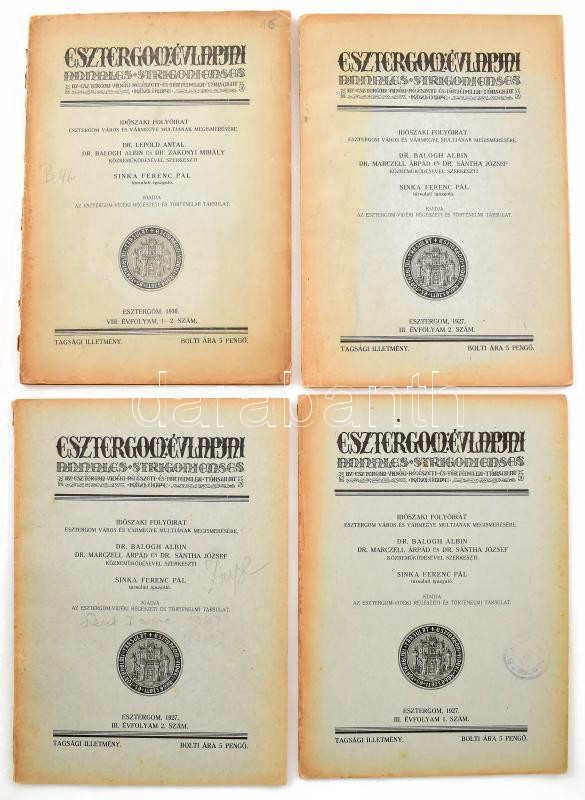 16
ESZTERGOM ÉVLAPJAI
ANNALES STRIGONIENSES
AZ ESZTERGOM VIDÉKI RÉGÉSZETI ÉS TÖRTÉNELMI TÁRSULAT
KÖZLÖNYE
IDŐSZAKI FOLYÓIRAT
ESZTERGOM VÁROS ÉS VÁRMEGYE MULTJÁNAK MEGISMERÉSÉRE.
DR. LEPOLD ANTAL
DR. BALOGH ALBIN ÉS DR. ZÁKONYI MIHÁLY
KÖZREMŰKÖDÉSÉVEL SZERKESZTI
B. 46.
SINKA FERENC PÁL
társulati igazgató.
KIADJA
AZ ESZTERGOM-VIDÉKI RÉGÉSZETI ÉS TÖRTÉNELMI TÁRSULAT.
ESZTERGOM, 1936.
VIII. ÉVFOLYAM, 1–2. SZÁM.
TAGSÁGI ILLETMÉNY. BOLTI ÁRA 5 PENGŐ.
ESZTERGOM ÉVLAPJAI
ANNALES STRIGONIENSES
AZ ESZTERGOM VIDÉKI RÉGÉSZETI ÉS TÖRTÉNELMI TÁRSULAT
KÖZLÖNYE
IDŐSZAKI FOLYÓIRAT
ESZTERGOM VÁROS ÉS VÁRMEGYE MULTJÁNAK MEGISMERÉSÉRE.
DR. BALOGH ALBIN
DR. MARCZELL ÁRPÁD ÉS DR. SÁNTHA JÓZSEF
KÖZREMŰKÖDÉSÉVEL SZERKESZTI
SINKA FERENC PÁL
társulati igazgató.
KIADJA
AZ ESZTERGOM-VIDÉKI RÉGÉSZETI ÉS TÖRTÉNELMI TÁRSULAT.
ESZTERGOM, 1927.
III. ÉVFOLYAM 2. SZÁM.
TAGSÁGI ILLETMÉNY. BOLTI ÁRA 5 PENGŐ.
darabanth
ESZTERGOM ÉVLAPJAI
ANNALES STRIGONIENSES
AZ ESZTERGOM VIDÉKI RÉGÉSZETI ÉS TÖRTÉNELMI TÁRSULAT
KÖZLÖNYE
IDŐSZAKI FOLYÓIRAT
ESZTERGOM VÁROS ÉS VÁRMEGYE MULTJÁNAK MEGISMERÉSÉRE.
DR. BALOGH ALBIN
DR. MARCZELL ÁRPÁD ÉS DR. SÁNTHA JÓZSEF
KÖZREMŰKÖDÉSÉVEL SZERKESZTI
SINKA FERENC PÁL
társulati igazgató.
KIADJA
AZ ESZTERGOM-VIDÉKI RÉGÉSZETI ÉS TÖRTÉNELMI TÁRSULAT.
ESZTERGOM, 1927.
III. ÉVFOLYAM 2. SZÁM.
TAGSÁGI ILLETMÉNY. BOLTI ÁRA 5 PENGŐ.
ESZTERGOM ÉVLAPJAI
ANNALES STRIGONIENSES
AZ ESZTERGOM VIDÉKI RÉGÉSZETI ÉS TÖRTÉNELMI TÁRSULAT
KÖZLÖNYE
IDŐSZAKI FOLYÓIRAT
ESZTERGOM VÁROS ÉS VÁRMEGYE MULTJÁNAK MEGISMERÉSÉRE.
DR. BALOGH ALBIN
DR. MARCZELL ÁRPÁD ÉS DR. SÁNTHA JÓZSEF
KÖZREMŰKÖDÉSÉVEL SZERKESZTI
SINKA FERENC PÁL
társulati igazgató.
KIADJA
AZ ESZTERGOM-VIDÉKI RÉGÉSZETI ÉS TÖRTÉNELMI TÁRSULAT.
ESZTERGOM, 1927.
III. ÉVFOLYAM 1. SZÁM.
TAGSÁGI ILLETMÉNY. BOLTI ÁRA 5 PENGŐ.